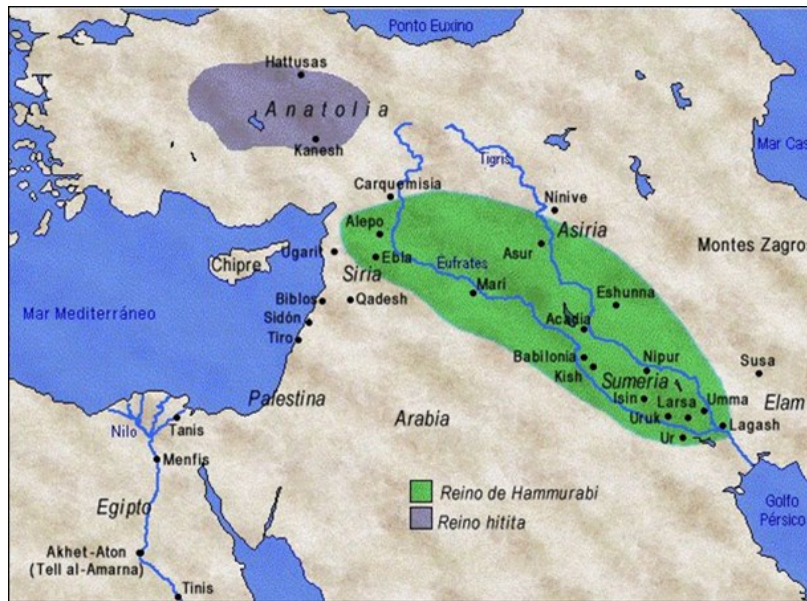 Ponto Euxino
Hattusas
Anatolia
Kanesh
Tigris
Mar Cas
Carquemisia
Nínive
Alepo
Asiria
Asur
Montes Zagros
Ugarit
Ebla
Chipre
Siria
Éufrates
Mari
Eshunna
Biblos
Qadesh
Mar Mediterráneo
Sidón
Acadia
Tiro
Babilonia
Nipur
Kish
Sumeria
Susa
Palestina
Isin
Larsa
Umma
Elam
Arabia
Uruk
Lagash
Nilo
Tanis
Ur
Menfis
Golfo
Pérsico
Egipto
Reino de Hammurabi
Reino hitita
Akhet-Aton
(Tell al-Amarna)
Tinis